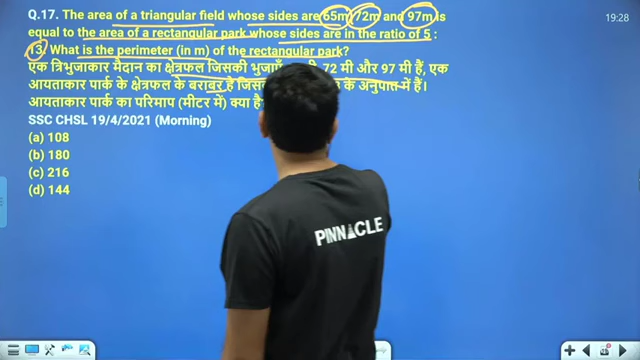 19:28
Q.17. The area of a triangular field whose sides are 65m, 72m and 97m is
equal to the area of a rectangular park whose sides are in the ratio of 5 :
13. What is the perimeter (in m) of the rectangular park?
एक त्रिभुजाकार मैदान का क्षेत्रफल जिसकी भुजाएँ 72 मी और 97 मी हैं, एक
आयताकार पार्क के क्षेत्रफल के बराबर है के अनुपात में हैं।
आयताकार पार्क का परिमाप (मीटर में) क्या है
SSC CHSL 19/4/2021 (Morning)
(a) 108
(b) 180
(c) 216
(d) 144
PINNACLE